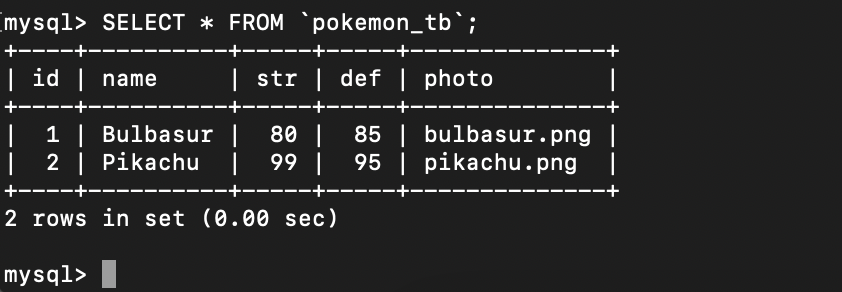 mysql> SELECT * FROM `pokemon_tb`;
+----+----------+-----+-----+--------------+
| id | name     | str | def | photo        |
+----+----------+-----+-----+--------------+
|  1 | Bulbasur |  80 |  85 | bulbasur.png |
|  2 | Pikachu  |  99 |  95 | pikachu.png  |
+----+----------+-----+-----+--------------+
2 rows in set (0.00 sec)
mysql>